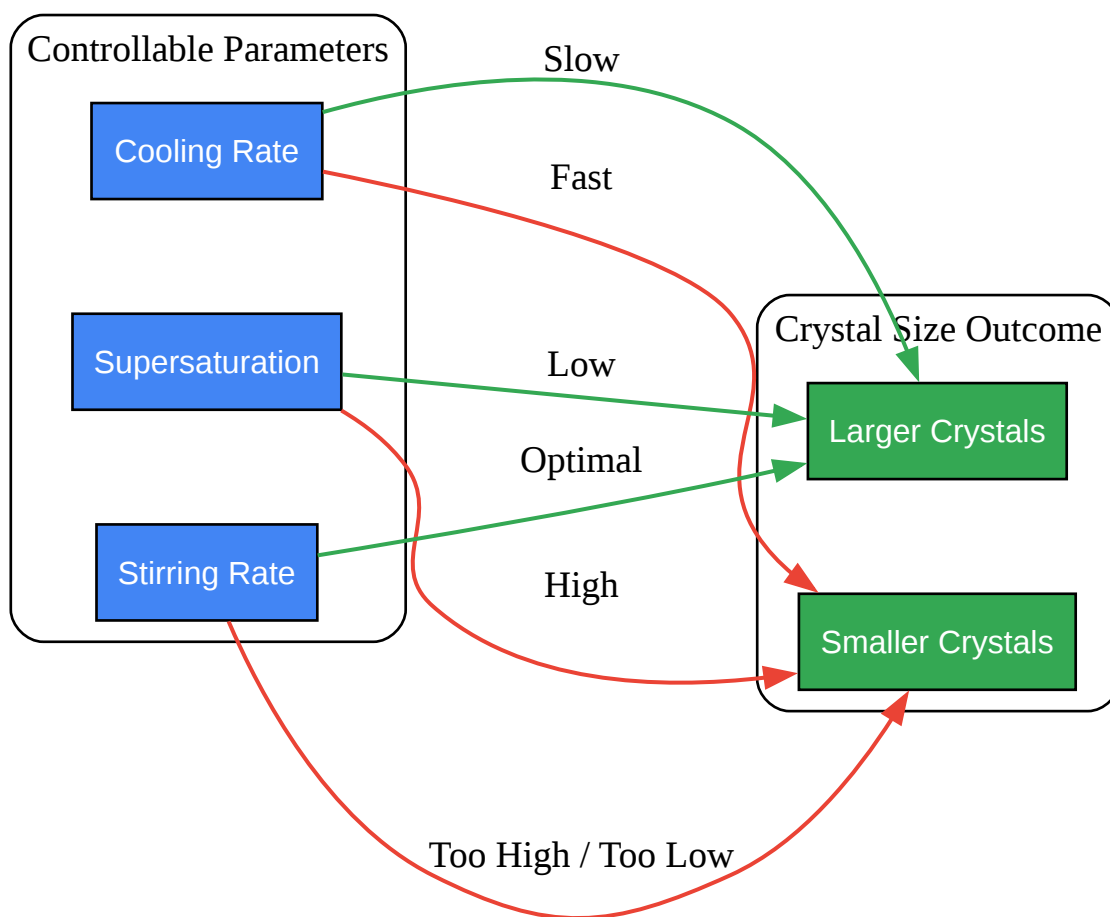 Controllable Parameters
Cooling Rate
Supersaturation
Stirring Rate
Slow
Fast
Low
Optimal
High
Too High / Too Low
Crystal Size Outcome
Larger Crystals
Smaller Crystals